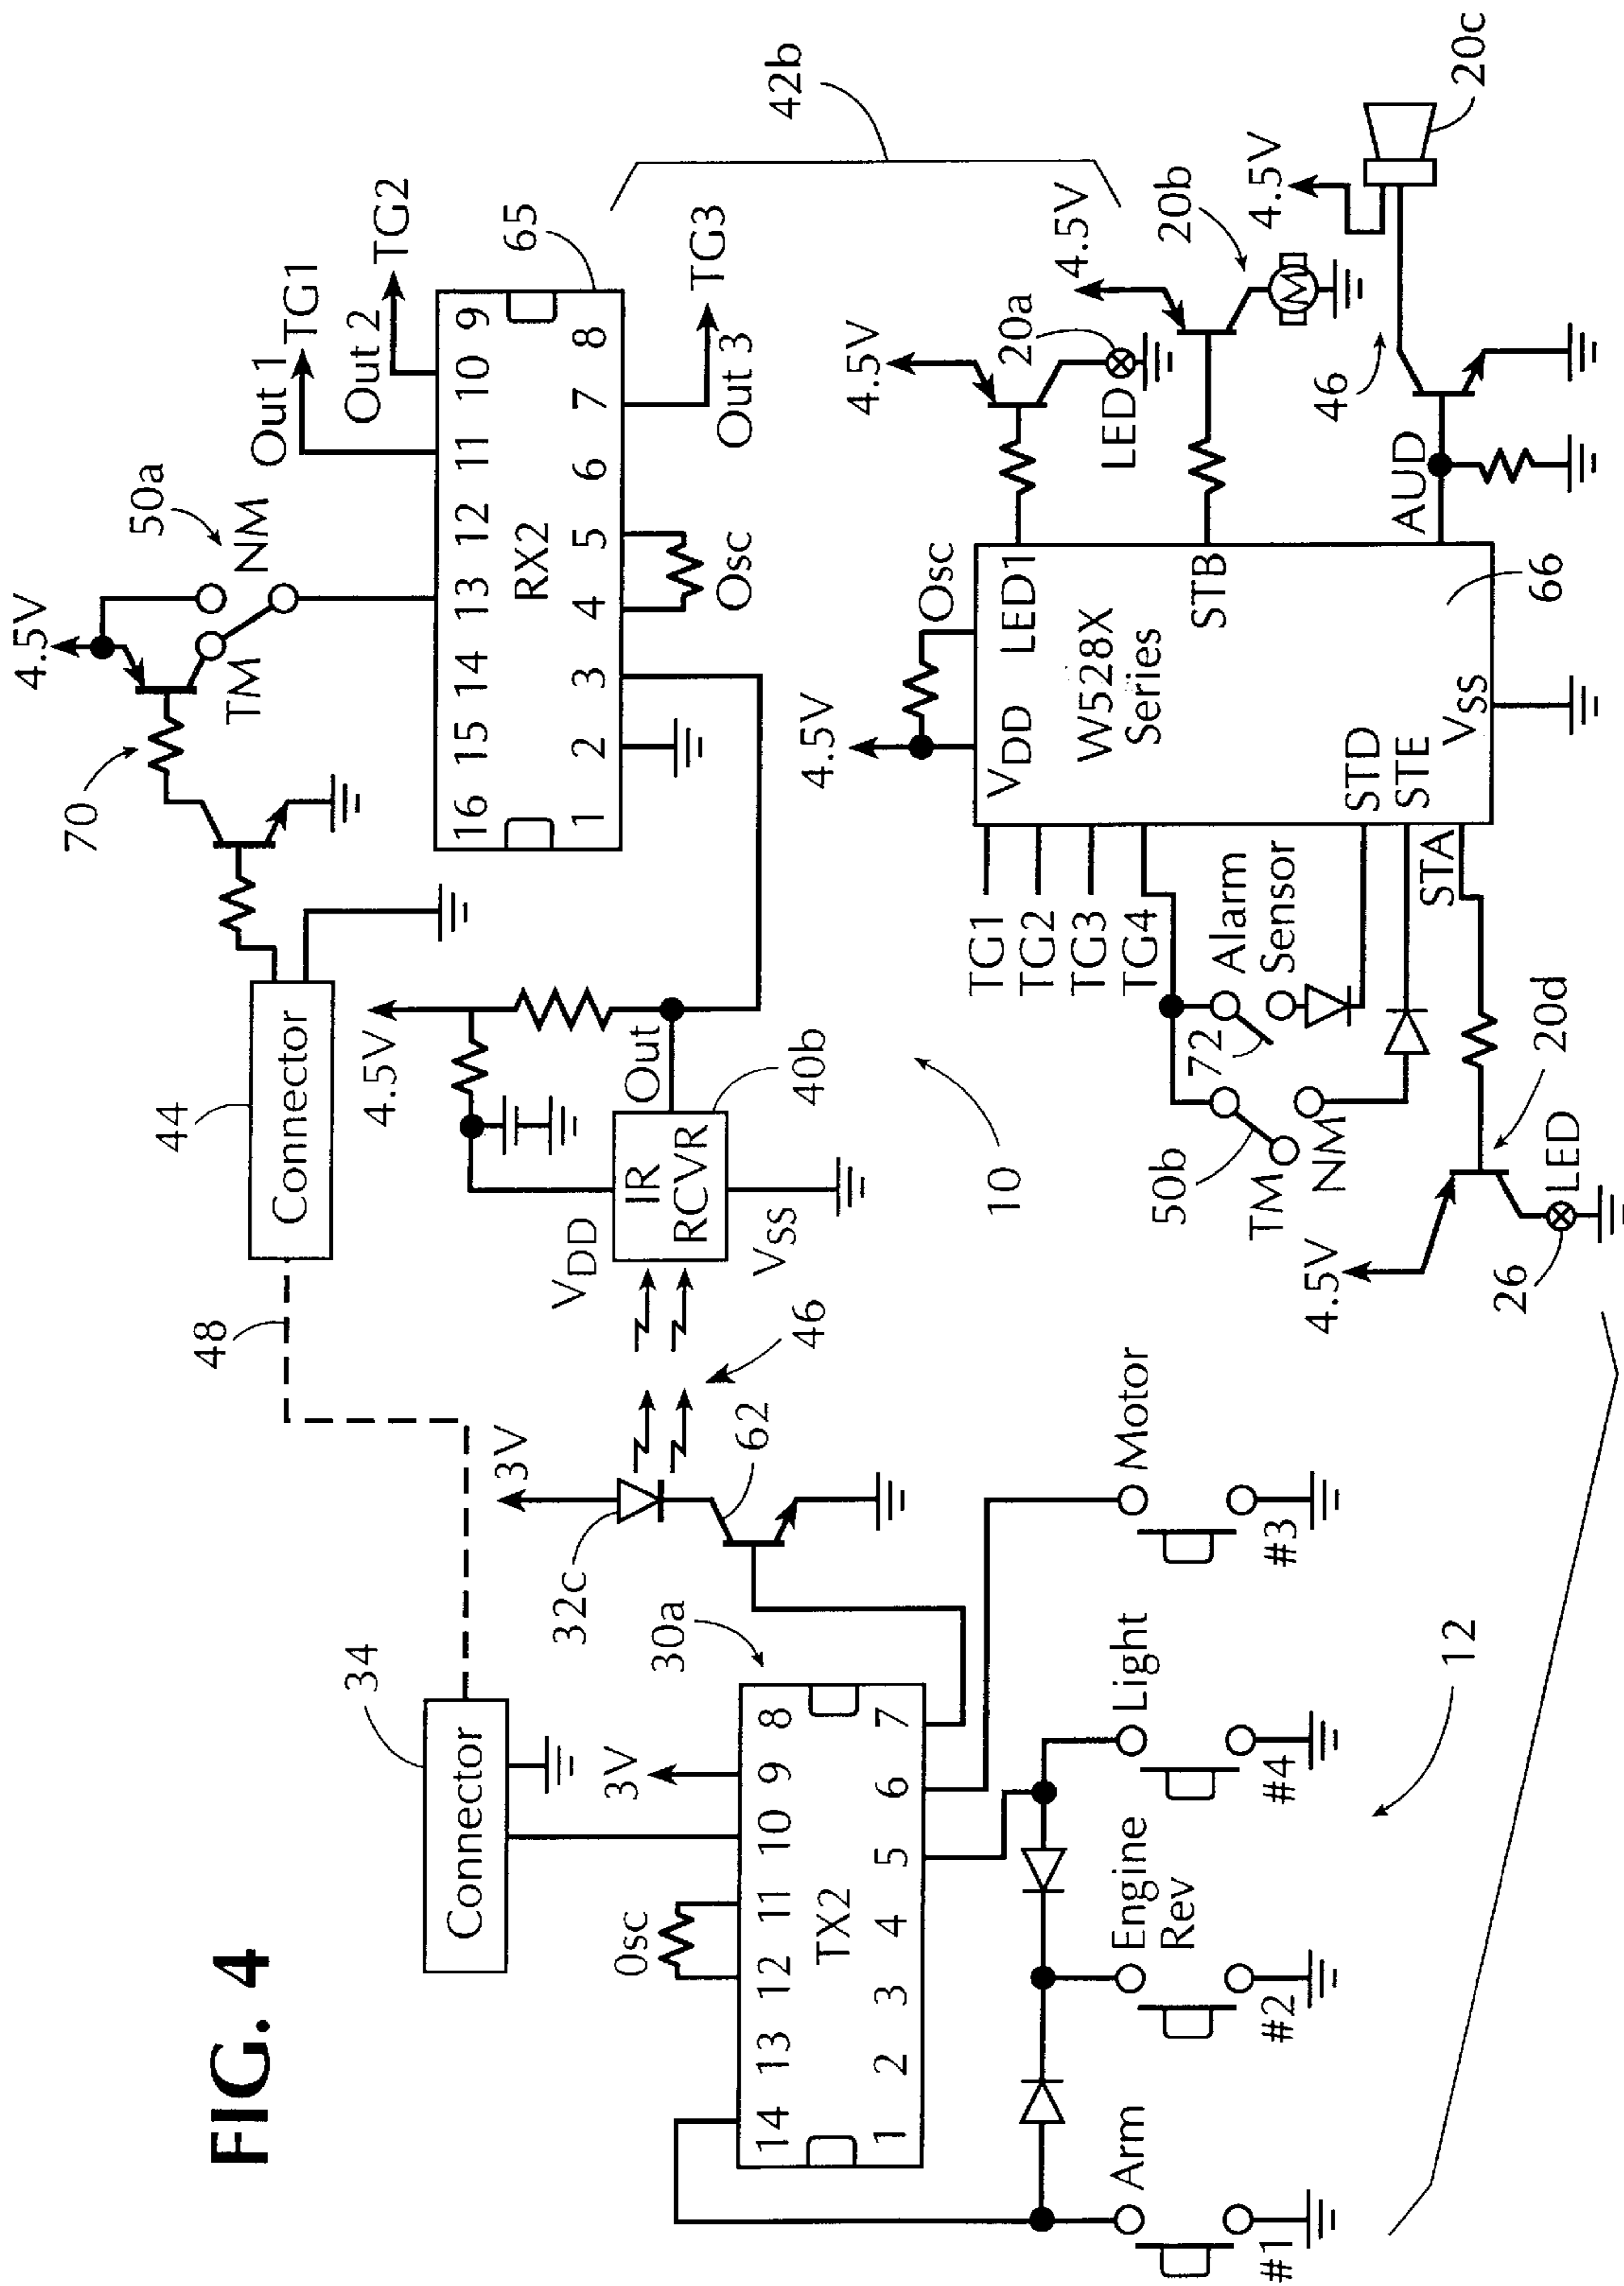 FIG. 4
34
Connector
Osc
3V
14 13 12 11 10 9 8
TX2
1 2 3 4 5 6 7
30a
32c
3V
62
46
48
44
Connector
70
4.5V
TM
NM
50a
Out 1
TG1
Out 2
TG2
16 15 14 13 12 11 10 9
RX2
1 2 3 4 5 6 7 8
65
Osc
Out 3
TG3
42b
4.5V
VDD
IR
RCVR
Out
VSS
40b
10
Arm
#1
Engine
Rev
#2
Light
#4
Motor
#3
12
4.5V
Osc
VDD
LED1
W528X
Series
STB
STD
STE
STA
VSS
AUD
66
TG1
TG2
TG3
TG4
Alarm
Sensor
72
50b
TM
NM
20d
4.5V
26
LED
4.5V
20a
LED
4.5V
20b
M
46
4.5V
20c